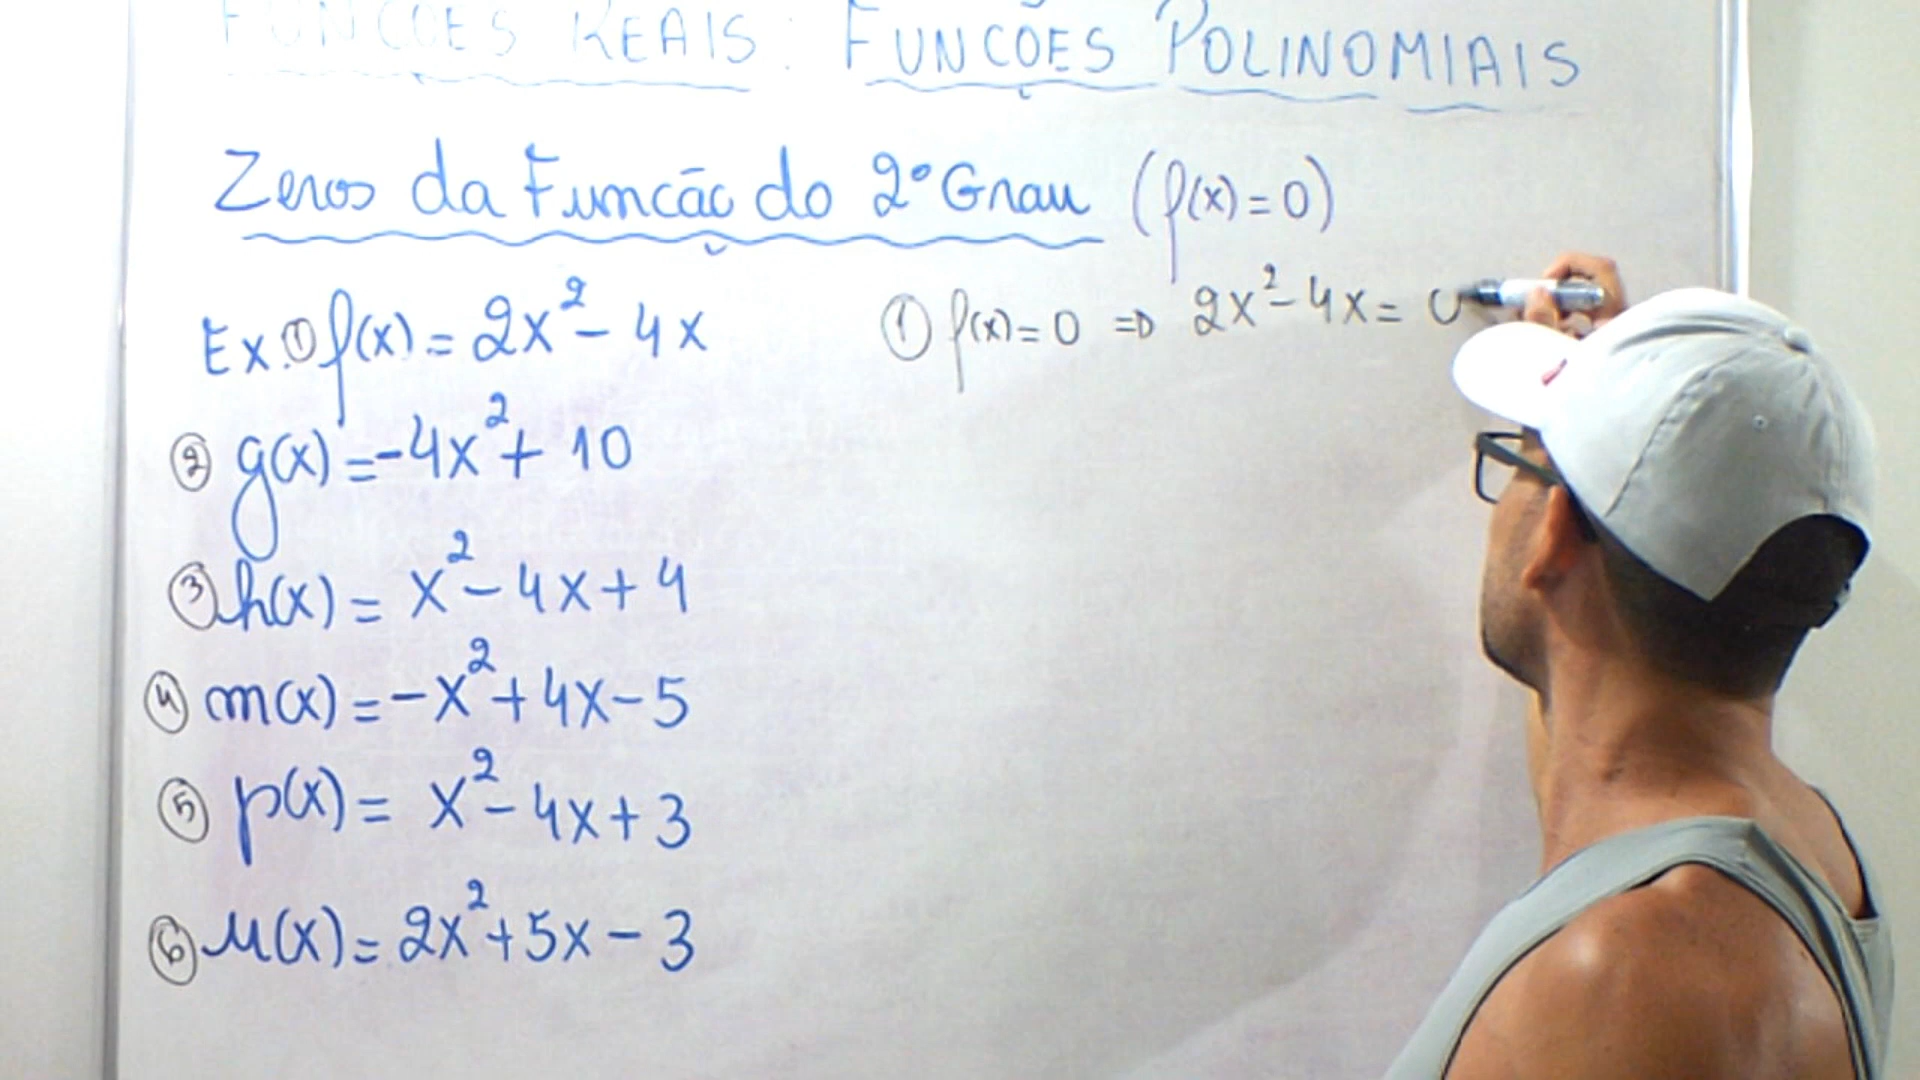 FUNÇÕES REAIS: FUNÇÕES POLINOMIAIS
Zeros da Função do 2º Grau (f(x) = 0)
Ex.① f(x) = 2x² - 4x
② g(x) = -4x² + 10
③ h(x) = x² - 4x + 4
④ m(x) = -x² + 4x - 5
⑤ p(x) = x² - 4x + 3
⑥ u(x) = 2x² + 5x - 3
① f(x) = 0 ⇒ 2x² - 4x = 0